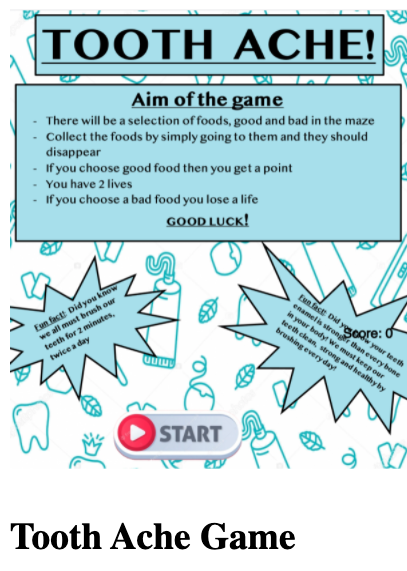 TOOTH ACHE!
Aim of the game
- There will be a selection of foods, good and bad in the maze
- Collect the foods by simply going to them and they should
disappear
- If you choose good food then you get a point
- You have 2 lives
- If you choose a bad food you lose a life
GOOD LUCK!
Fun fact: Did you know
we all must brush our
teeth for 2 minutes,
twice a day
Fun fact: Did you know your teeth
enamel is stronger than every bone
in your body! We must keep our
teeth clean, strong and healthy by
brushing every day!
Score: 0
START
Tooth Ache Game